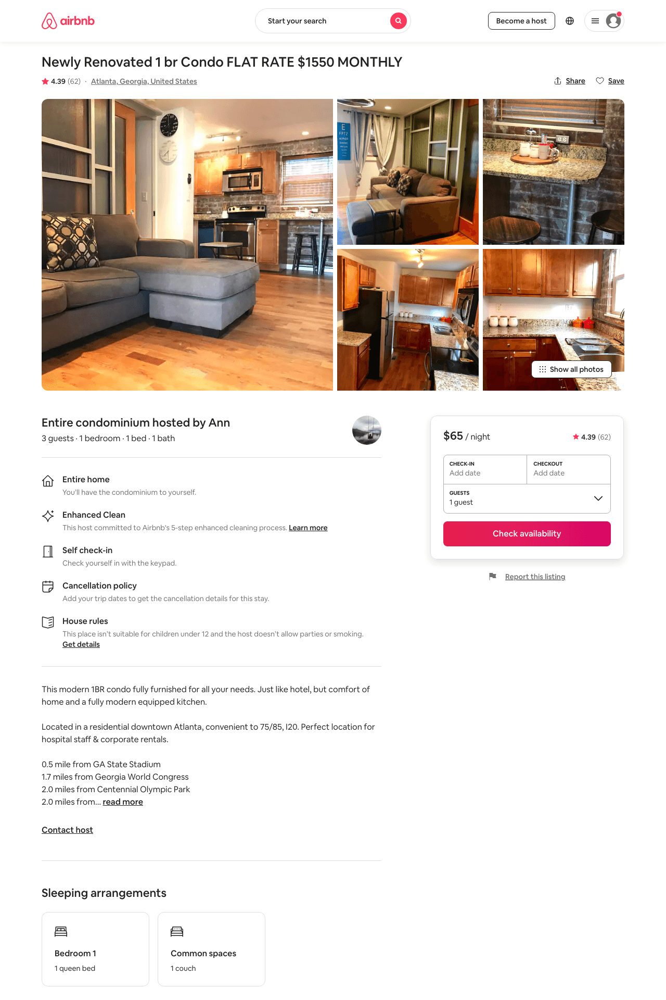 airbnb
Start your search
Become a host
Newly Renovated 1 br Condo FLAT RATE $1550 MONTHLY
4.39 (62) · Atlanta, Georgia, United States
Share
Save
E
F P T 2
Show all photos
Entire condominium hosted by Ann
3 guests · 1 bedroom · 1 bed · 1 bath
$65 / night
4.39 (62)
CHECK-IN
Add date
CHECKOUT
Add date
GUESTS
1 guest
Check availability
Report this listing
Entire home
You’ll have the condominium to yourself.
Enhanced Clean
This host committed to Airbnb's 5-step enhanced cleaning process. Learn more
Self check-in
Check yourself in with the keypad.
Cancellation policy
Add your trip dates to get the cancellation details for this stay.
House rules
This place isn’t suitable for children under 12 and the host doesn’t allow parties or smoking.
Get details
This modern 1BR condo fully furnished for all your needs. Just like hotel, but comfort of
home and a fully modern equipped kitchen.
Located in a residential downtown Atlanta, convenient to 75/85, I20. Perfect location for
hospital staff & corporate rentals.
0.5 mile from GA State Stadium
1.7 miles from Georgia World Congress
2.0 miles from Centennial Olympic Park
2.0 miles from... read more
Contact host
Sleeping arrangements
Bedroom 1
1 queen bed
Common spaces
1 couch